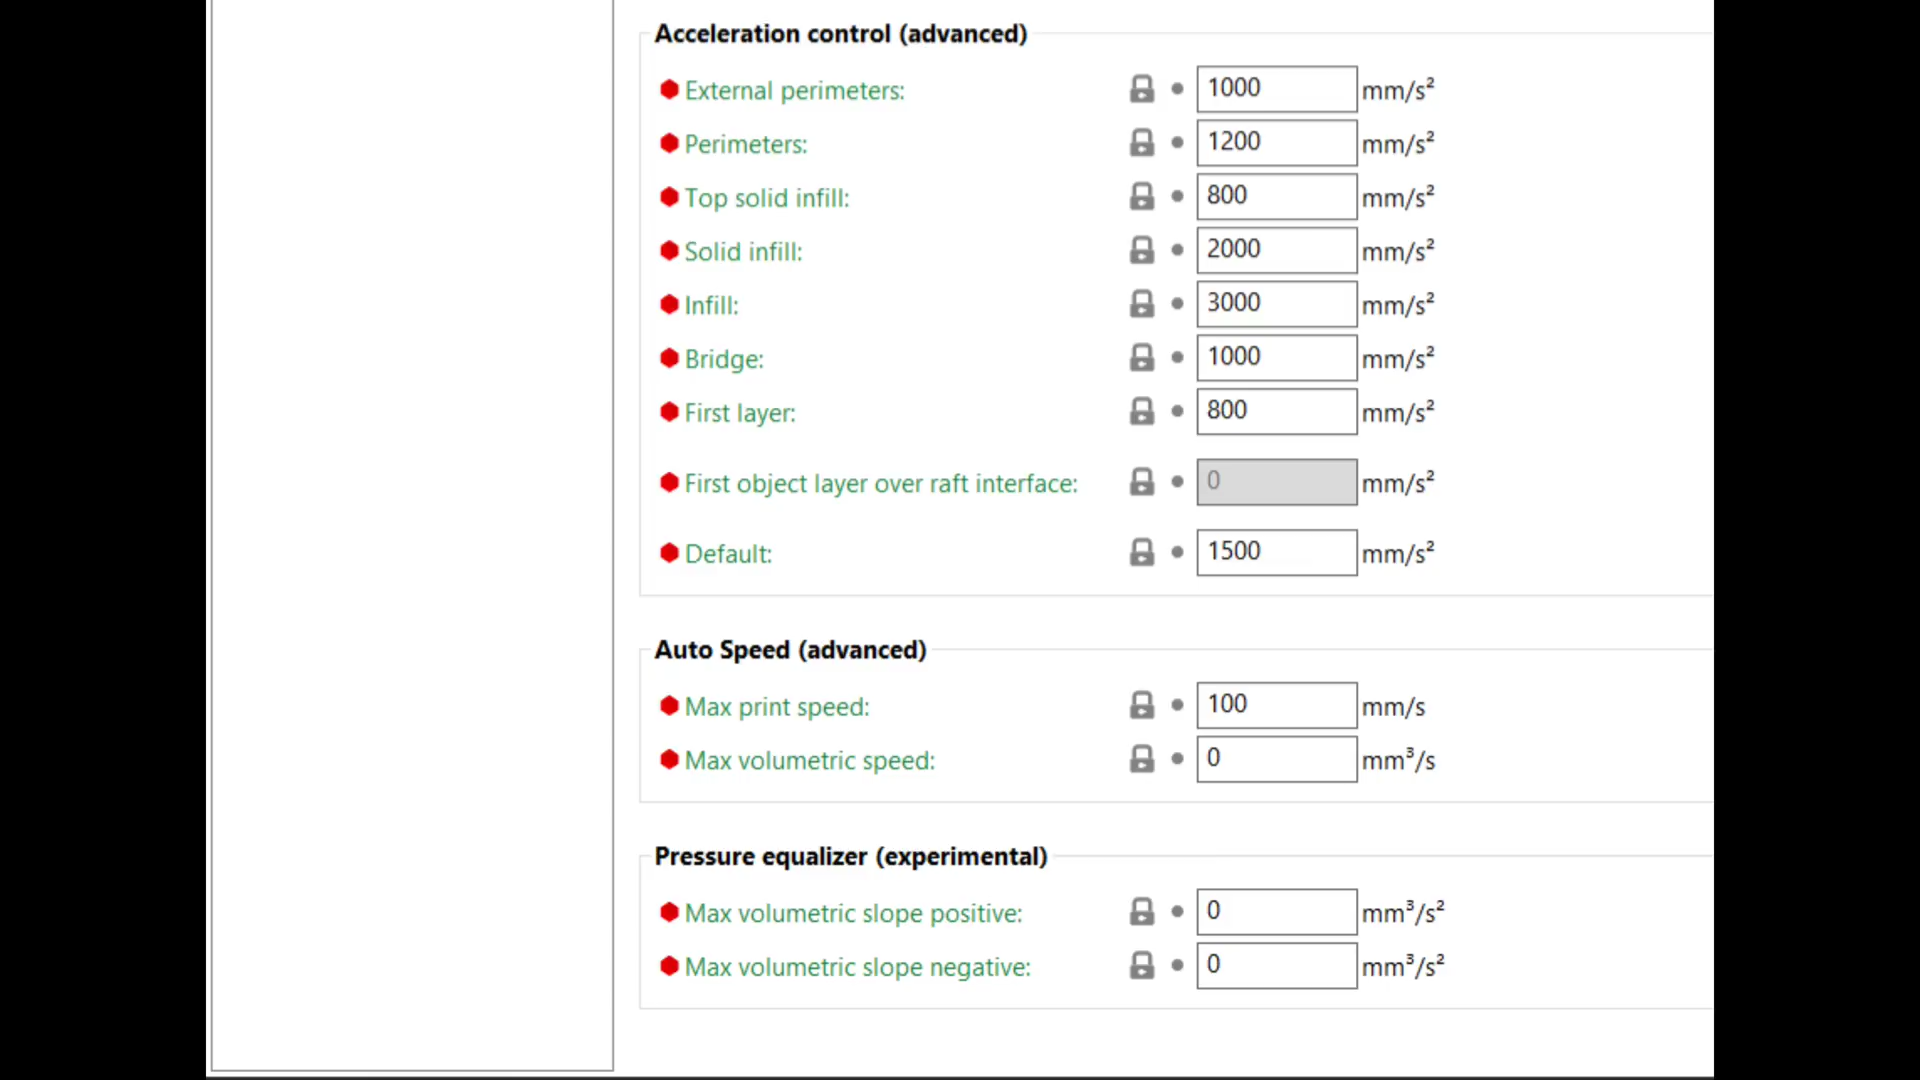 Acceleration control (advanced)
External perimeters: 1000 mm/s²
Perimeters: 1200 mm/s²
Top solid infill: 800 mm/s²
Solid infill: 2000 mm/s²
Infill: 3000 mm/s²
Bridge: 1000 mm/s²
First layer: 800 mm/s²
First object layer over raft interface: 0 mm/s²
Default: 1500 mm/s²
Auto Speed (advanced)
Max print speed: 100 mm/s
Max volumetric speed: 0 mm³/s
Pressure equalizer (experimental)
Max volumetric slope positive: 0 mm³/s²
Max volumetric slope negative: 0 mm³/s²